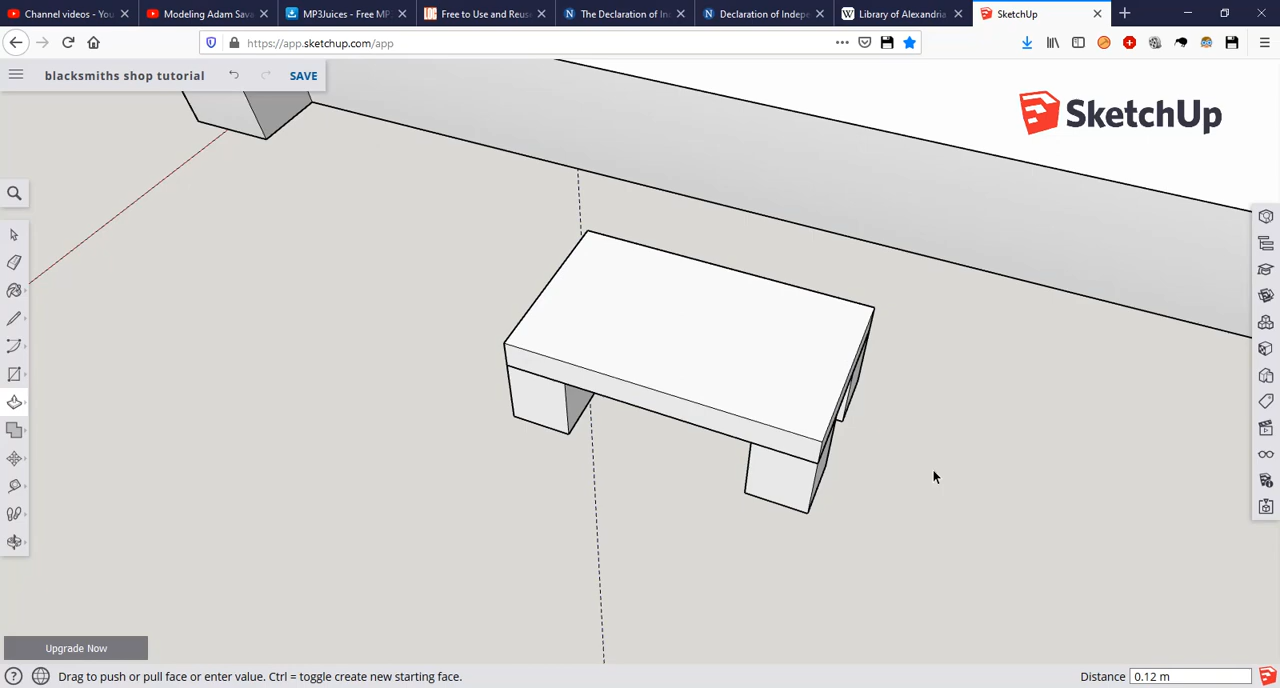 Channel videos - You
Modeling Adam Sava
MP3Juices - Free MP
Free to Use and Reus
The Declaration of In
Declaration of Indepe
Library of Alexandria
SketchUp
https://app.sketchup.com/app
blacksmiths shop tutorial
SAVE
SketchUp
Upgrade Now
Drag to push or pull face or enter value. Ctrl = toggle create new starting face.
Distance 0.12 m